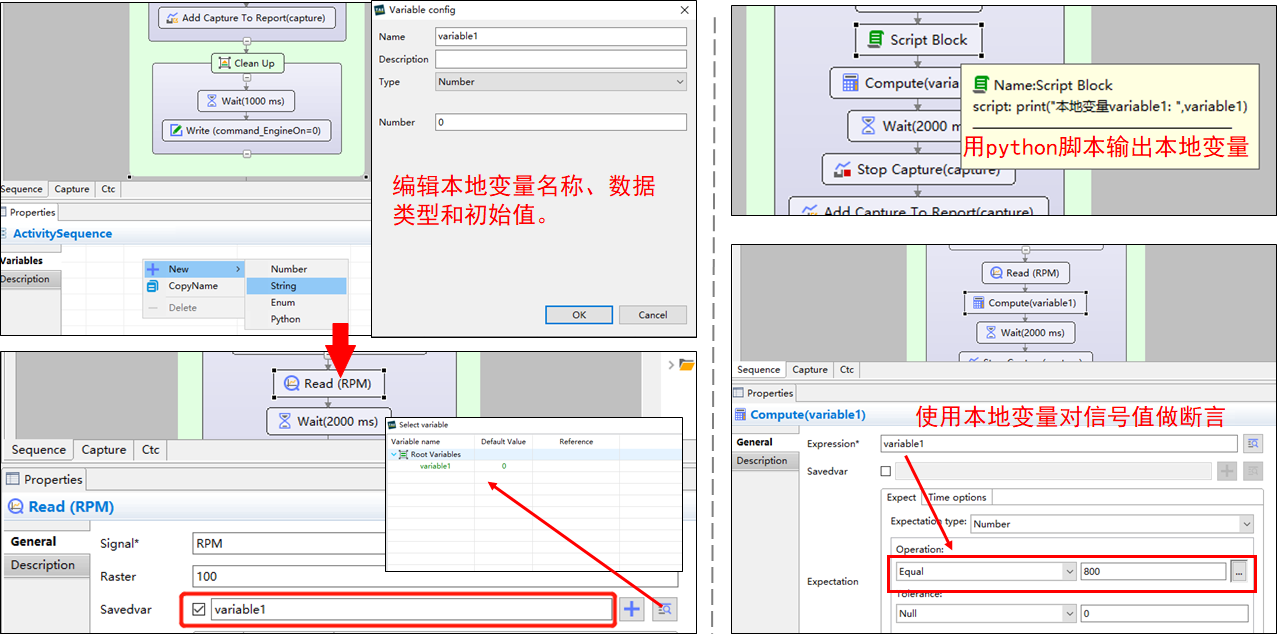 Add Capture To Report(capture)
Clean Up
Wait(1000 ms)
Write (command_EngineOn=0)
Sequence Capture Ctc
Properties
ActivitySequence
Variables
Description
New
CopyName
Delete
Number
String
Enum
Python
Variable config
Name variable1
Description
Type Number
Number 0
编辑本地变量名称、数据
类型和初始值。
OK Cancel
Read (RPM)
Wait(2000 ms)
Sequence Capture Ctc
Properties
Read (RPM)
General
Description
Signal* RPM
Raster 100
Savedvar variable1
Select variable
Variable name Default Value Reference
Root Variables
variable1 0
Script Block
Compute(varia
Wait(2000 m
Stop Capture(capture)
Add Capture To Report(capture)
Name:Script Block
script: print("本地变量variable1: ",variable1)
用python脚本输出本地变量
Read (RPM)
Compute(variable1)
Wait(2000 ms)
Stop Capture(capture)
Sequence Capture Ctc
Properties
Compute(variable1)
使用本地变量对信号值做断言
General
Description
Expression* variable1
Savedvar
Expect Time options
Expectation type: Number
Operation:
Expectation
Equal 800 ...
Tolerance:
Null 0